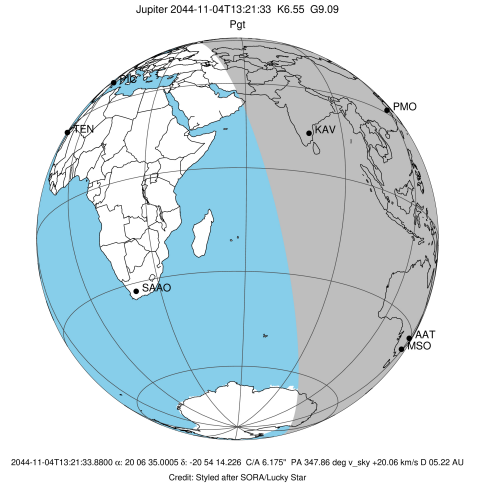 Jupiter 2044-11-04T13:21:33 K6.55 G9.09
Pgt
PIC
TEN
PMO
KAV
SAAO
AAT
MSO
2044-11-04T13:21:33.8800 α: 20 06 35.0005 δ: -20 54 14.226 C/A 6.175" PA 347.86 deg v_sky +20.06 km/s D 05.22 AU
Credit: Styled after SORA/Lucky Star